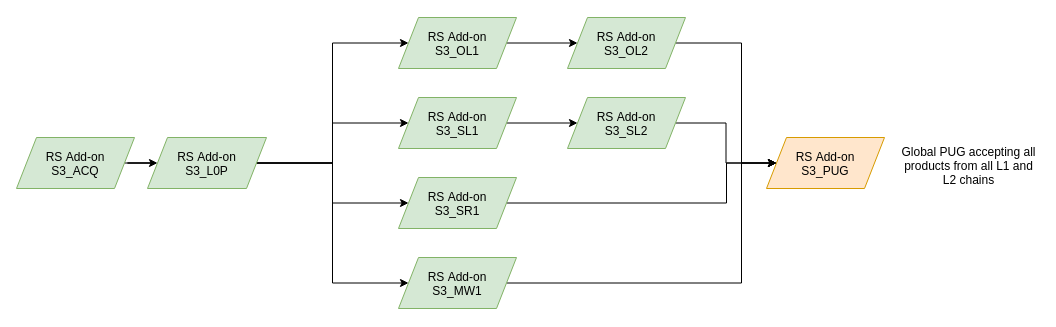 RS Add-on
S3_ACQ
RS Add-on
S3_L0P
RS Add-on
S3_OL1
RS Add-on
S3_OL2
RS Add-on
S3_SL1
RS Add-on
S3_SL2
RS Add-on
S3_SR1
RS Add-on
S3_MW1
RS Add-on
S3_PUG
Global PUG accepting all
products from all L1 and
L2 chains